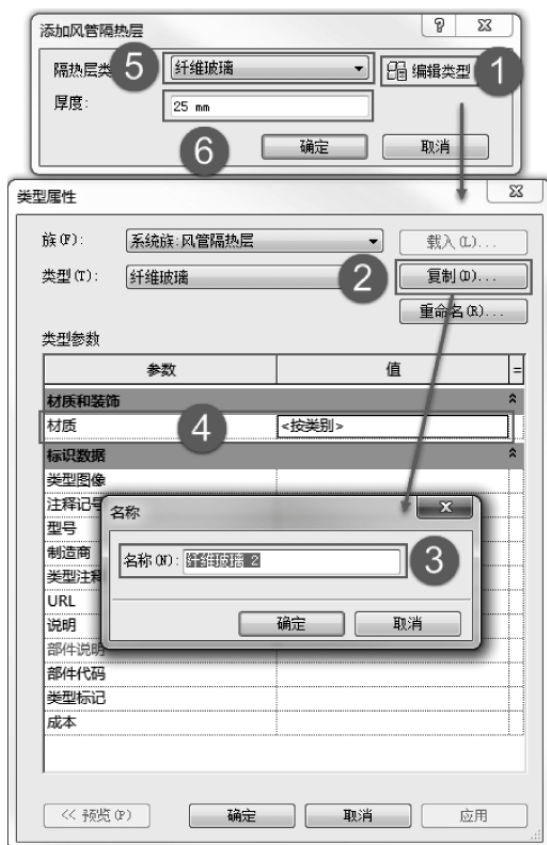 添加风管隔热层
隔热层类 5 纤维玻璃 编辑类型 1
厚度: 25 mm
6 确定 取消
类型属性
族(F): 系统族:风管隔热层 载入(L)...
类型(T): 纤维玻璃 2 复制(D)...
重命名(R)...
类型参数
参数 值 =
材质和装饰
材质 4 <按类别>
标识数据
类型图像
注释记号
型号
制造商
类型注释
URL
说明
部件说明
部件代码
类型标记
成本
名称
名称(N): 纤维玻璃 2 3
确定 取消
<< 预览(P) 确定 取消 应用